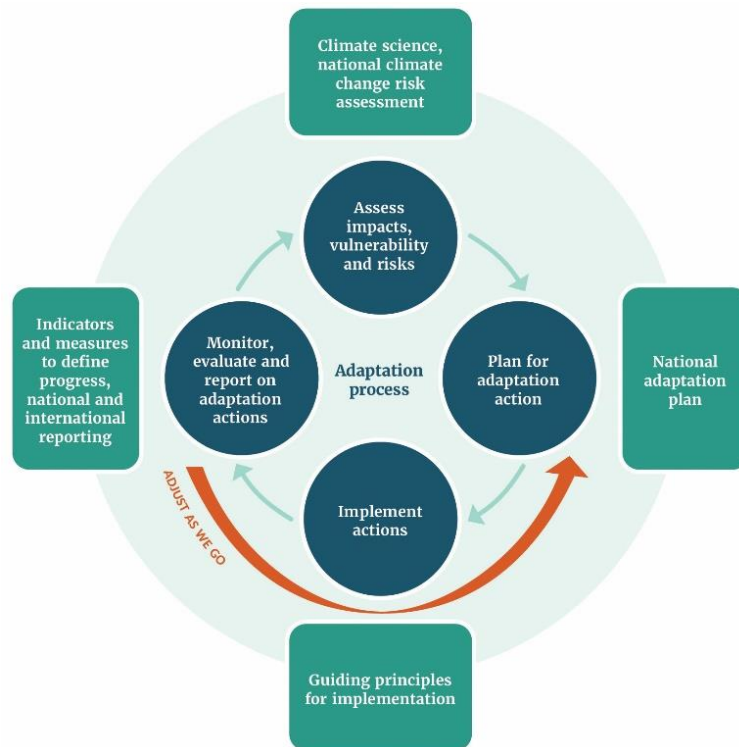 Climate science,
national climate
change risk
assessment
Assess
impacts,
vulnerability
and risks
Indicators
and measures
to define
progress,
national and
international
reporting
Monitor,
evaluate and
report on
adaptation
actions
Adaptation
process
Plan for
adaptation
action
National
adaptation
plan
Implement
actions
ADJUST AS WE GO
Guiding principles
for implementation